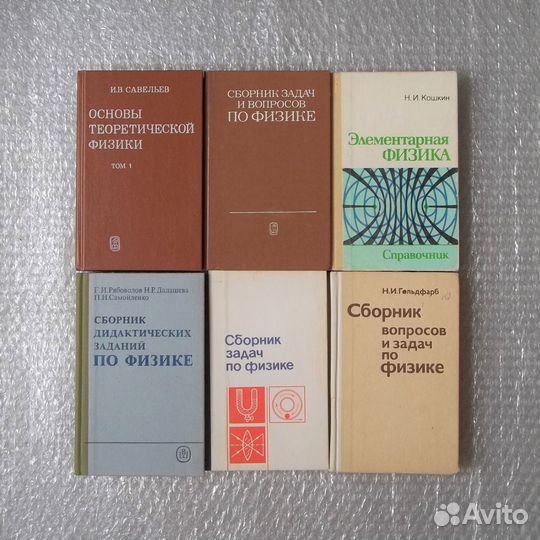 И.В. САВЕЛЬЕВ
ОСНОВЫ
ТЕОРЕТИЧЕСКОЙ
ФИЗИКИ
ТОМ 1
СБОРНИК ЗАДАЧ
И ВОПРОСОВ
ПО ФИЗИКЕ
Н. И. Кошкин
Элементарная
ФИЗИКА
Справочник
Г.И. Рябоволов Н.Р. Дадашева
П.И. Самойленко
СБОРНИК
ДИДАКТИЧЕСКИХ
ЗАДАНИЙ
ПО ФИЗИКЕ
Сборник
задач
по физике
Н.И. Гольдфарб
Сборник
вопросов
и задач
по
физике
Avito